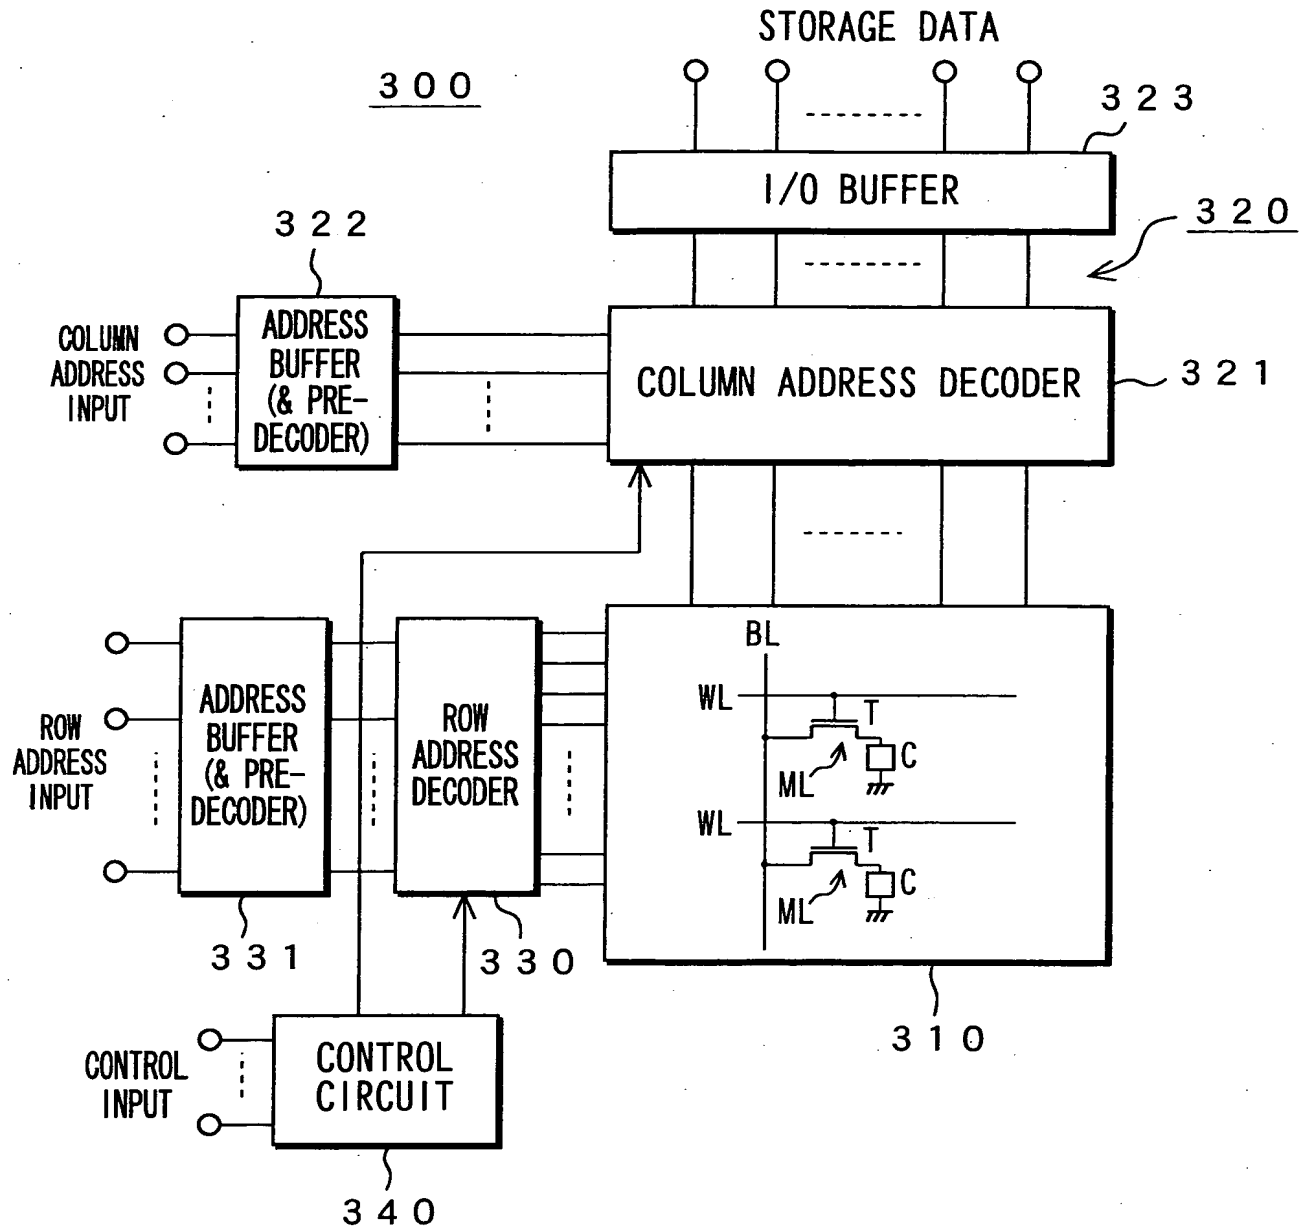 STORAGE DATA
300
323
I/O BUFFER
320
322
COLUMN
ADDRESS
INPUT
ADDRESS
BUFFER
(& PRE-
DECODER)
COLUMN ADDRESS DECODER
321
ROW
ADDRESS
INPUT
ADDRESS
BUFFER
(& PRE-
DECODER)
ROW
ADDRESS
DECODER
BL
WL
T
C
ML
WL
T
C
ML
331
330
310
CONTROL
INPUT
CONTROL
CIRCUIT
340